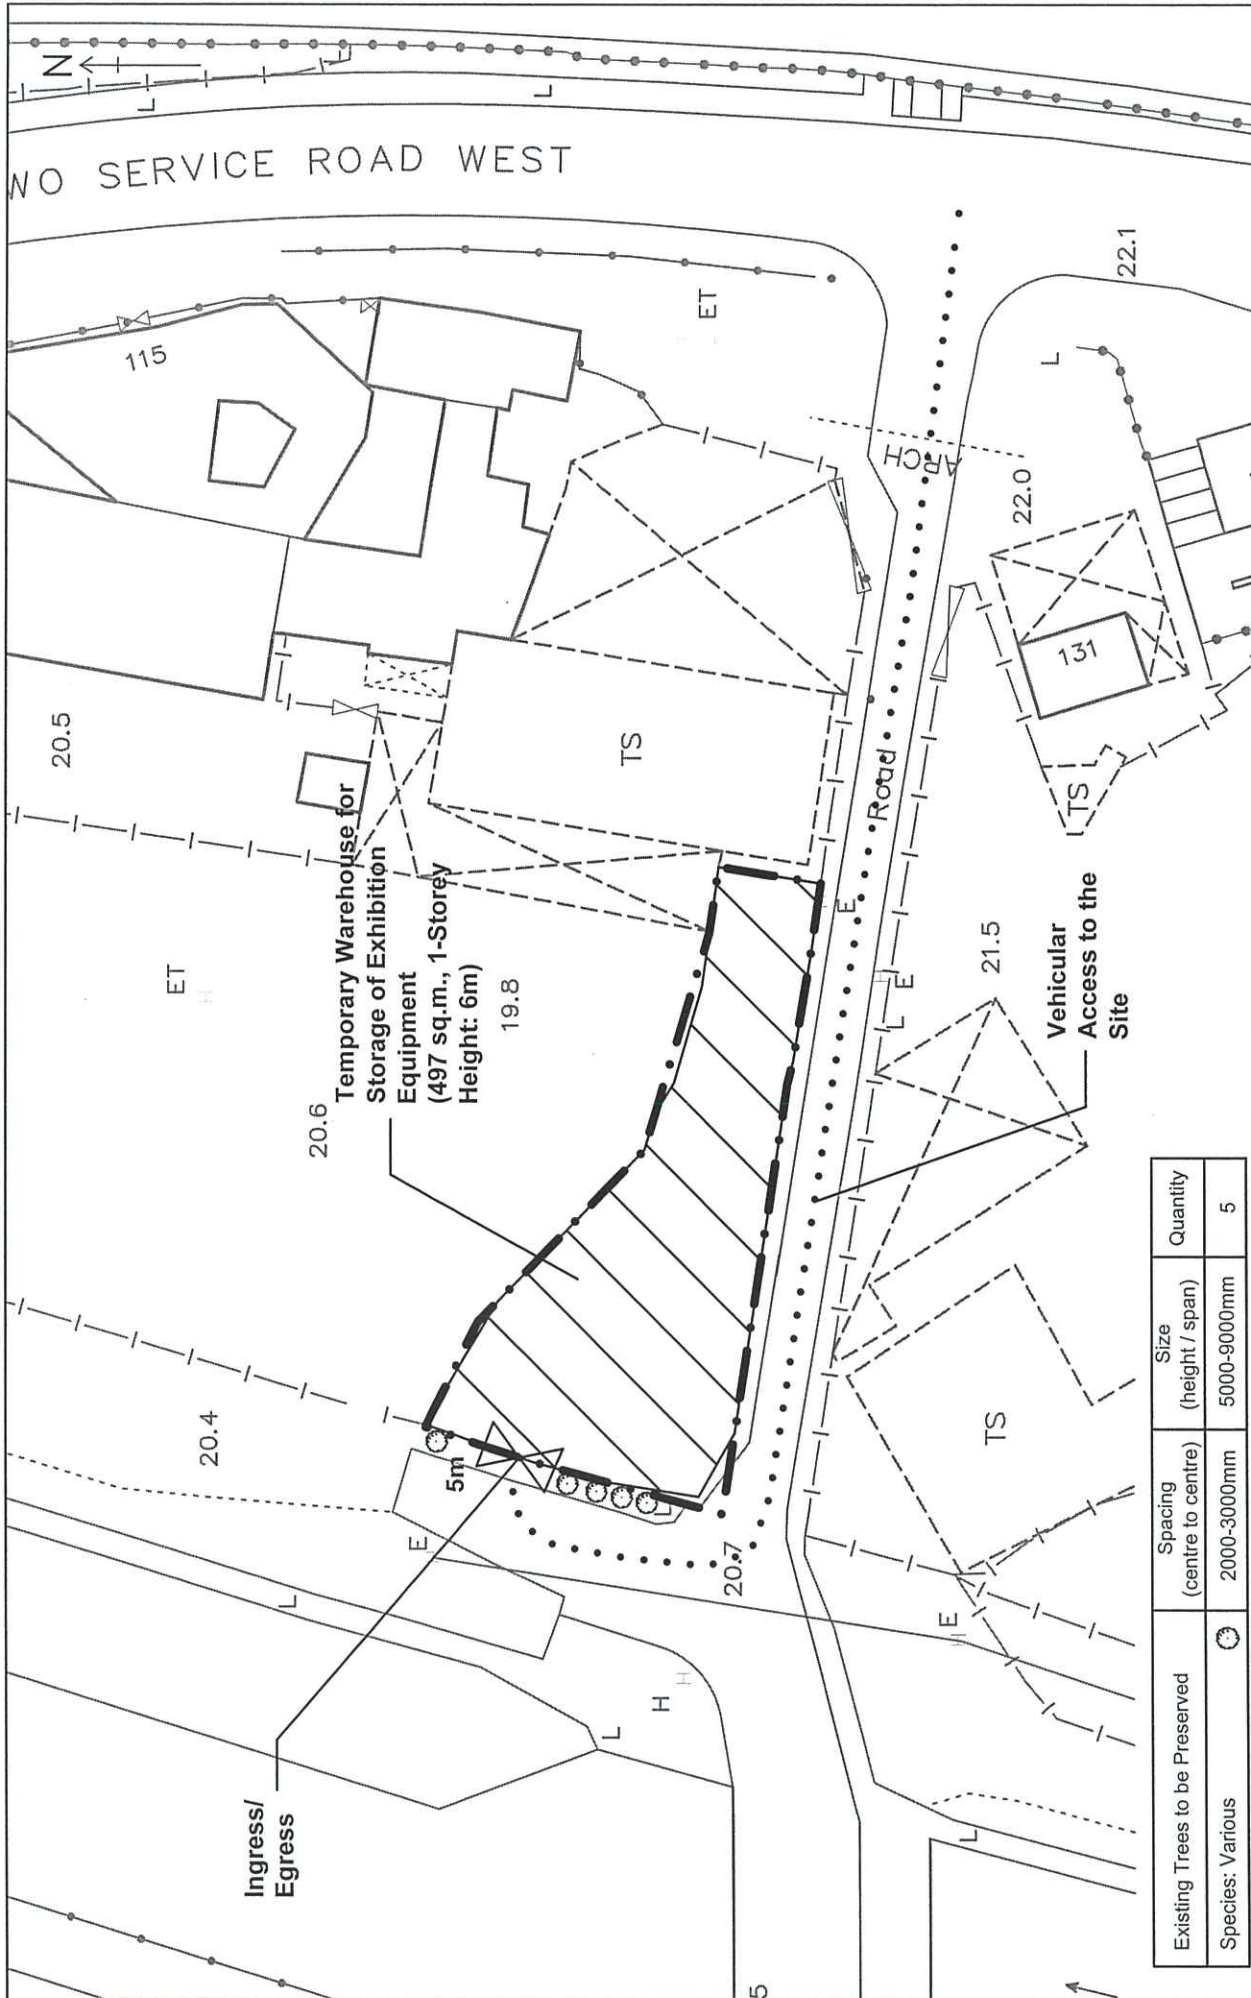 N
WO SERVICE ROAD WEST
L
L
115
ET
22.1
L
ARCH
22.0
131
TS
20.5
TS
Road
Temporary Warehouse for
Storage of Exhibition
Equipment
(497 sq.m., 1-Storey
Height: 6m)
ET
H
19.8
20.6
E
E
L
21.5
Vehicular
Access to the
Site
20.4
5m
L
TS
E
20.7
L
E
H
H
H
L
L
Ingress/
Egress
5
Existing Trees to be Preserved
Spacing
(centre to centre)
Size
(height / span)
Quantity
Species: Various
2000-3000mm
5000-9000mm
5